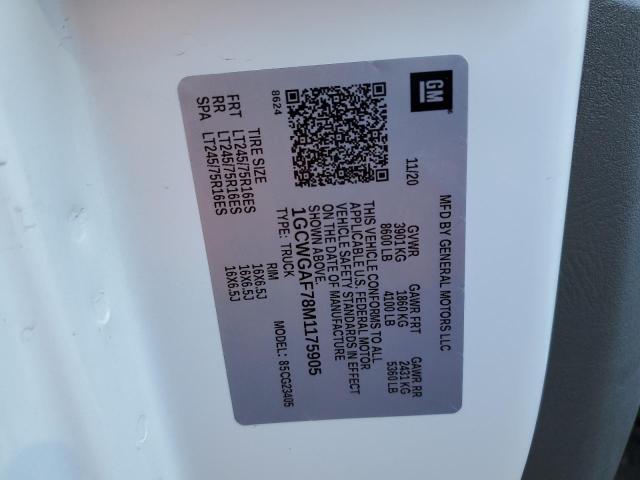 GM
MFD BY GENERAL MOTORS LLC
11/20 GVWR GAWR FRT GAWR RR
3901 KG 1860 KG 2431 KG
8600 LB 4100 LB 5360 LB
THIS VEHICLE CONFORMS TO ALL
APPLICABLE U.S. FEDERAL MOTOR
VEHICLE SAFETY STANDARDS IN EFFECT
ON THE DATE OF MANUFACTURE
SHOWN ABOVE.
1GCWGAF78M1175905
TYPE: TRUCK MODEL: 85CG23405
8624
TIRE SIZE RIM
FRT LT245/75R16ES 16X6.5J
RR LT245/75R16ES 16X6.5J
SPA LT245/75R16ES 16X6.5J